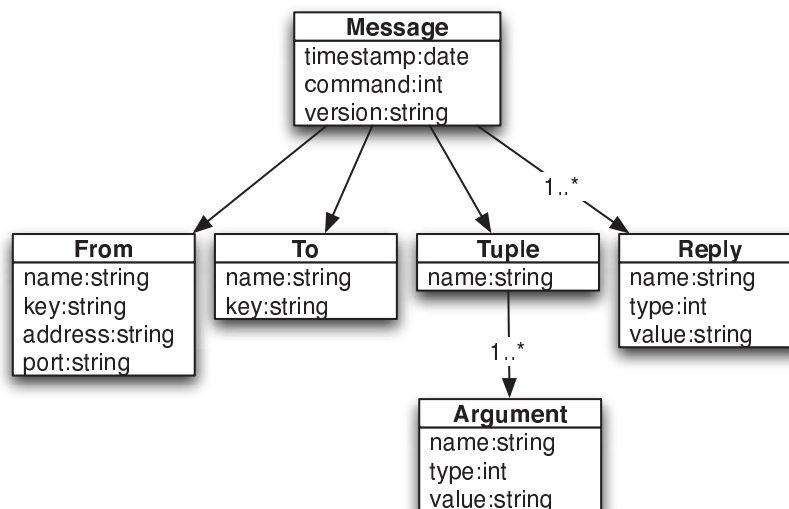 Message
timestamp:date
command:int
version:string
1..*
From
name:string
key:string
address:string
port:string
To
name:string
key:string
Tuple
name:string
Reply
name:string
type:int
value:string
1..*
Argument
name:string
type:int
value:string